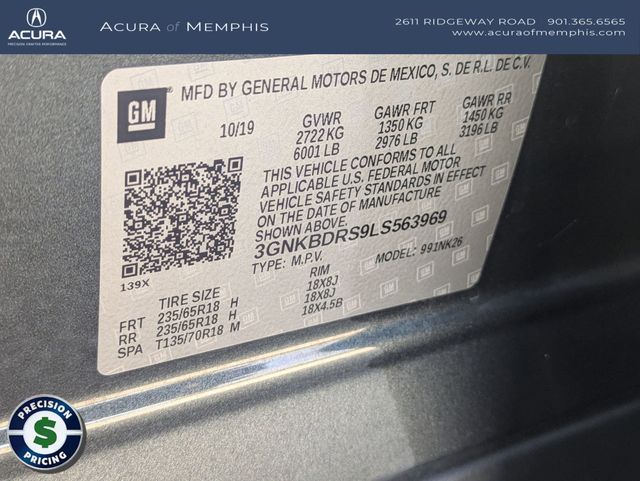 ACURA
PRECISION CRAFTED PERFORMANCE
ACURA of MEMPHIS
2611 RIDGEWAY ROAD 901.365.6565
www.acuraofmemphis.com
GM
MFD BY GENERAL MOTORS DE MEXICO, S. DE R.L. DE C.V.
10/19 GVWR GAWR FRT GAWR RR
2722 KG 1350 KG 1450 KG
6001 LB 2976 LB 3196 LB
THIS VEHICLE CONFORMS TO ALL
APPLICABLE U.S. FEDERAL MOTOR
VEHICLE SAFETY STANDARDS IN EFFECT
ON THE DATE OF MANUFACTURE
3GNKBDRS9LS563969
TYPE: M.P.V. MODEL: 991NK26
139X
TIRE SIZE RIM
FRT 235/65R18 H 18X8J
RR 235/65R18 H 18X8J
SPA T135/70R18 M 18X4.5B
PRECISION
$
PRICING